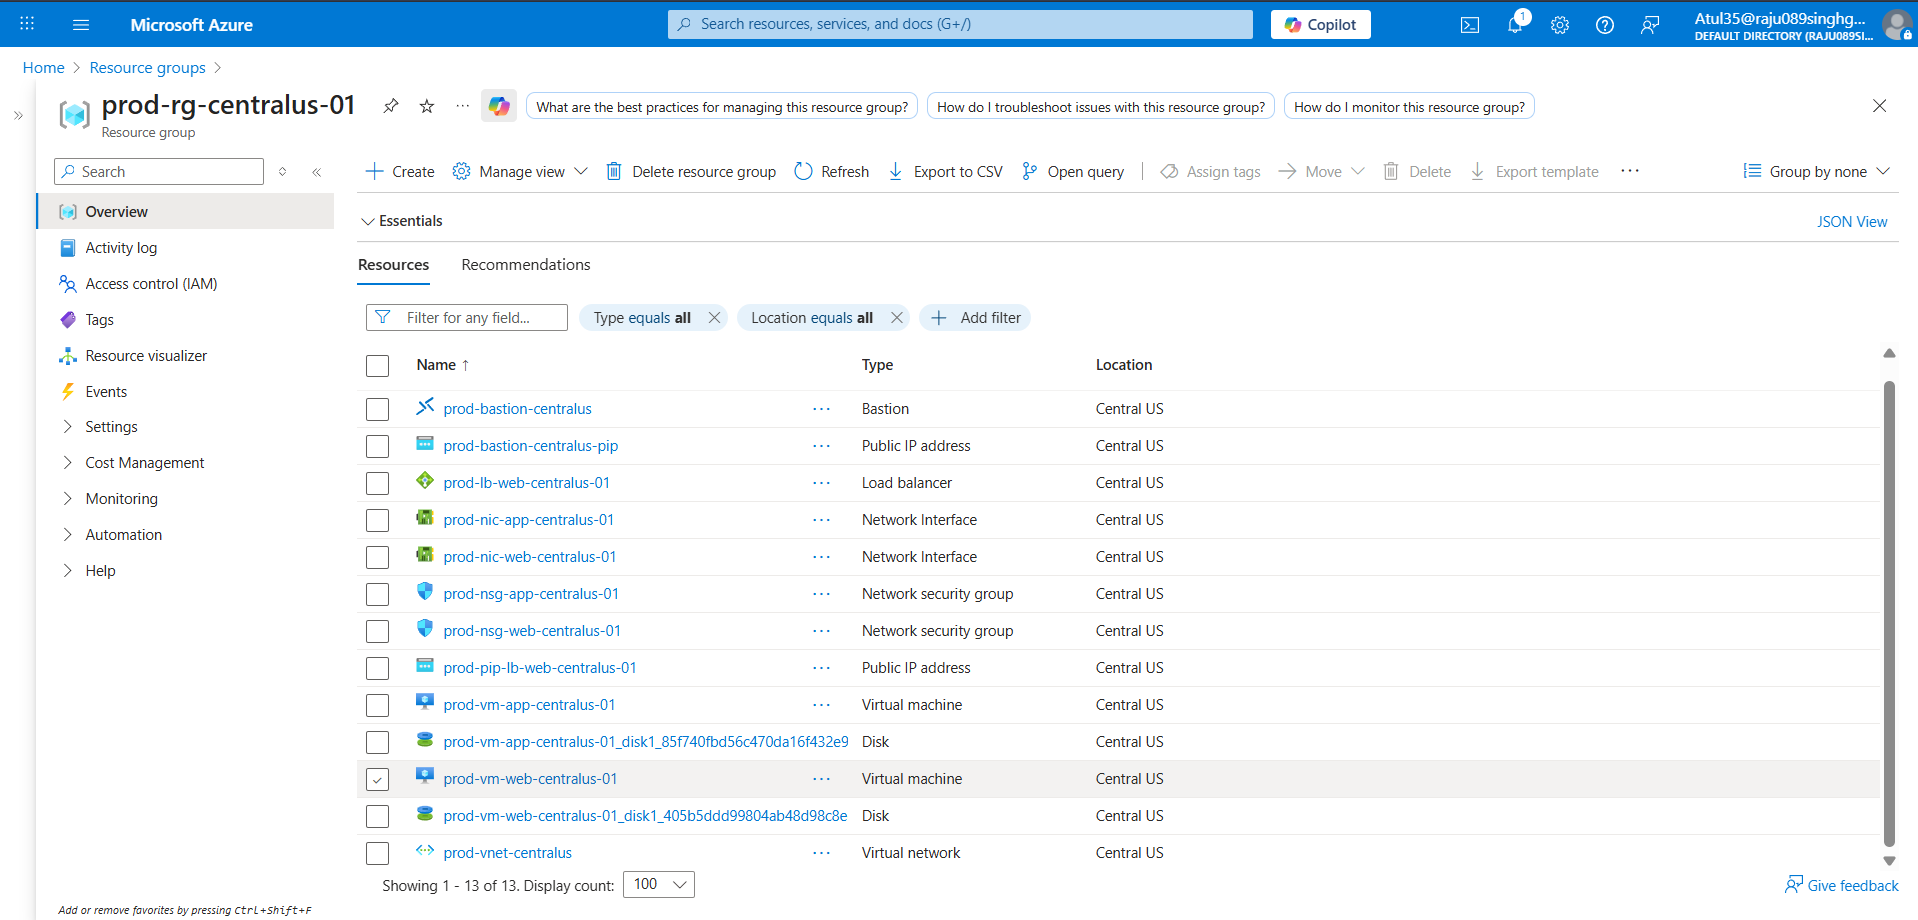 Microsoft Azure
Search resources, services, and docs (G+/)
Copilot
1
Atul35@raju089singhg...
DEFAULT DIRECTORY (RAJU089SI...
Home > Resource groups >
prod-rg-centralus-01
Resource group
What are the best practices for managing this resource group?
How do I troubleshoot issues with this resource group?
How do I monitor this resource group?
Search
Overview
Activity log
Access control (IAM)
Tags
Resource visualizer
Events
Settings
Cost Management
Monitoring
Automation
Help
Add or remove favorites by pressing Ctrl+Shift+F
Create Manage view Delete resource group Refresh Export to CSV Open query Assign tags Move Delete Export template ... Group by none
Essentials JSON View
Resources Recommendations
Filter for any field... Type equals all Location equals all Add filter
Name ↑ Type Location
prod-bastion-centralus ... Bastion Central US
prod-bastion-centralus-pip ... Public IP address Central US
prod-lb-web-centralus-01 ... Load balancer Central US
prod-nic-app-centralus-01 ... Network Interface Central US
prod-nic-web-centralus-01 ... Network Interface Central US
prod-nsg-app-centralus-01 ... Network security group Central US
prod-nsg-web-centralus-01 ... Network security group Central US
prod-pip-lb-web-centralus-01 ... Public IP address Central US
prod-vm-app-centralus-01 ... Virtual machine Central US
prod-vm-app-centralus-01_disk1_85f740fbd56c470da16f432e9 Disk Central US
prod-vm-web-centralus-01 ... Virtual machine Central US
prod-vm-web-centralus-01_disk1_405b5ddd99804ab48d98c8e Disk Central US
prod-vnet-centralus ... Virtual network Central US
Showing 1 - 13 of 13. Display count: 100
Give feedback